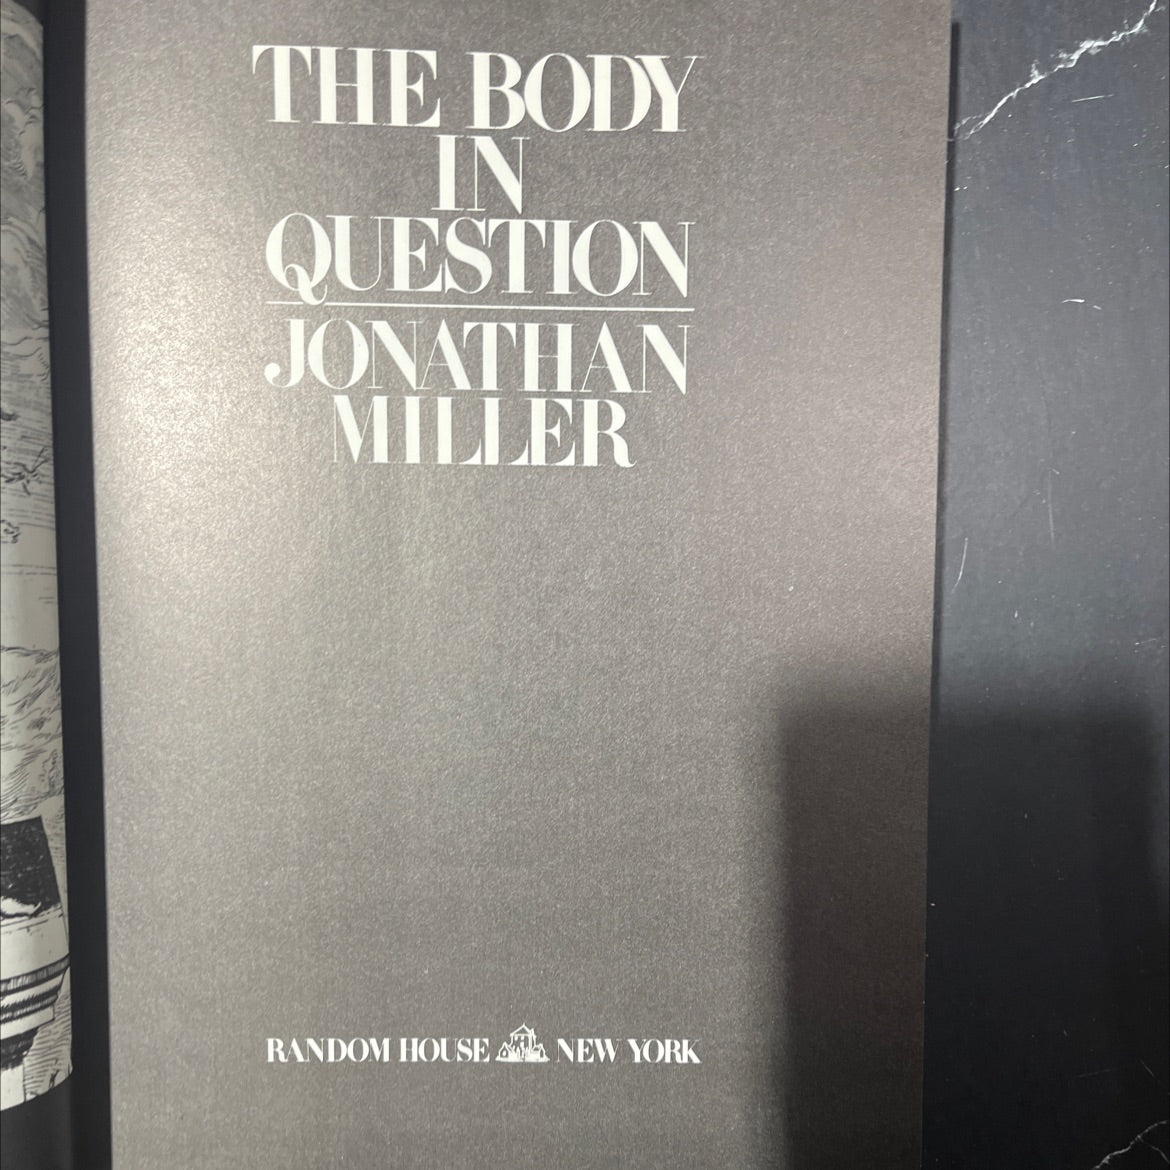 THE BODY
IN
QUESTION
JONATHAN
MILLER
RANDOM HOUSE NEW YORK